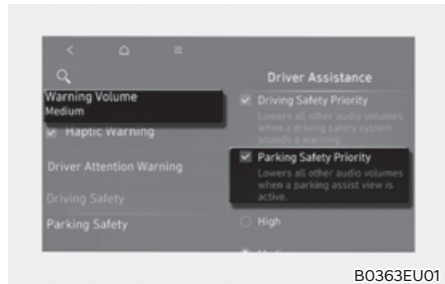 Driver Assistance
Warning Volume
Medium
Haptic Warning
Driver Attention Warning
Driving Safety
Parking Safety
Driving Safety Priority
Lowers all other audio volumes
when a driving safety system
sounds a warning.
Parking Safety Priority
Lowers all other audio volumes
when a parking assist view is
active.
High
B0363EU01